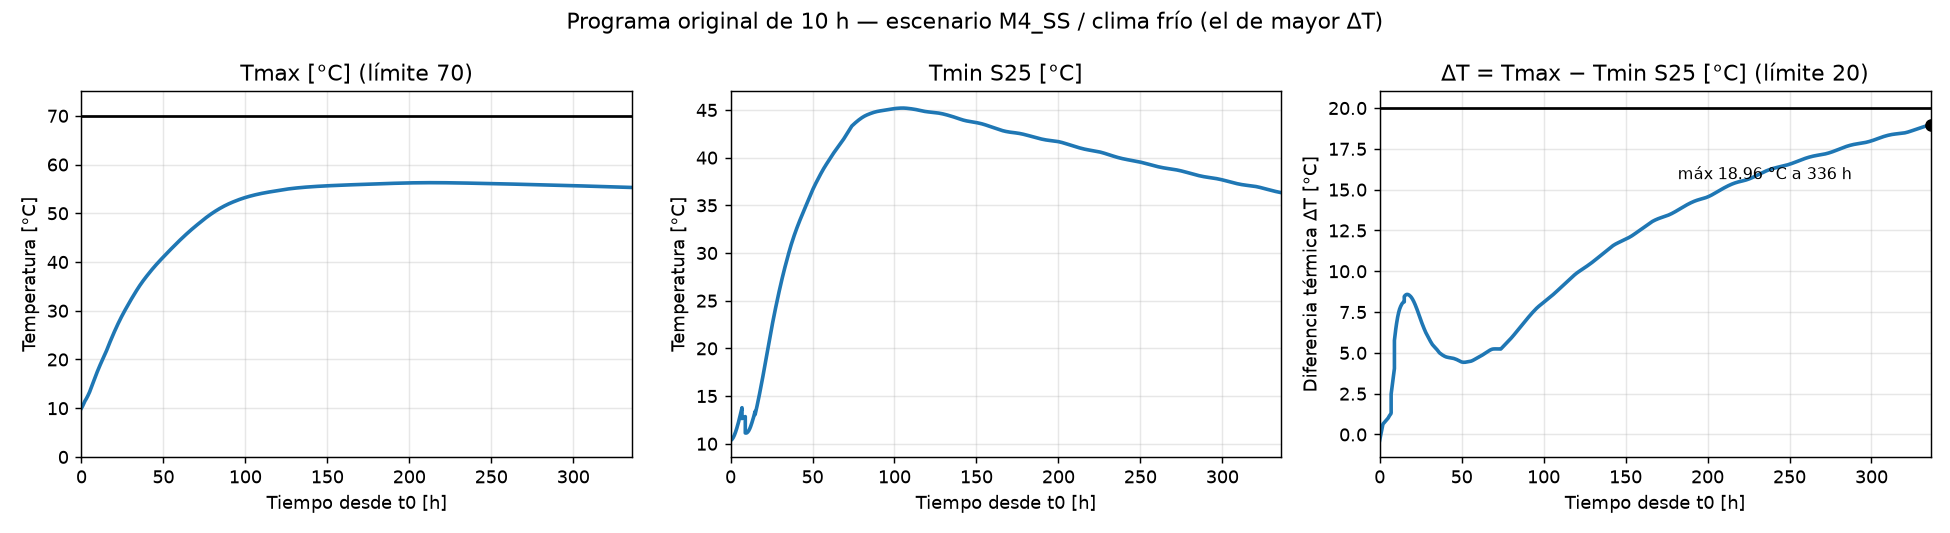 Programa original de 10 h — escenario M4_SS / clima frío (el de mayor ΔT)
Tmax [°C] (límite 70)
Temperatura [°C]
70
60
50
40
30
20
10
0
0 50 100 150 200 250 300
Tiempo desde t0 [h]
Tmin S25 [°C]
Temperatura [°C]
45
40
35
30
25
20
15
10
0 50 100 150 200 250 300
Tiempo desde t0 [h]
ΔT = Tmax − Tmin S25 [°C] (límite 20)
Diferencia térmica ΔT [°C]
20.0
17.5
15.0
12.5
10.0
7.5
5.0
2.5
0.0
máx 18.96 °C a 336 h
0 50 100 150 200 250 300
Tiempo desde t0 [h]